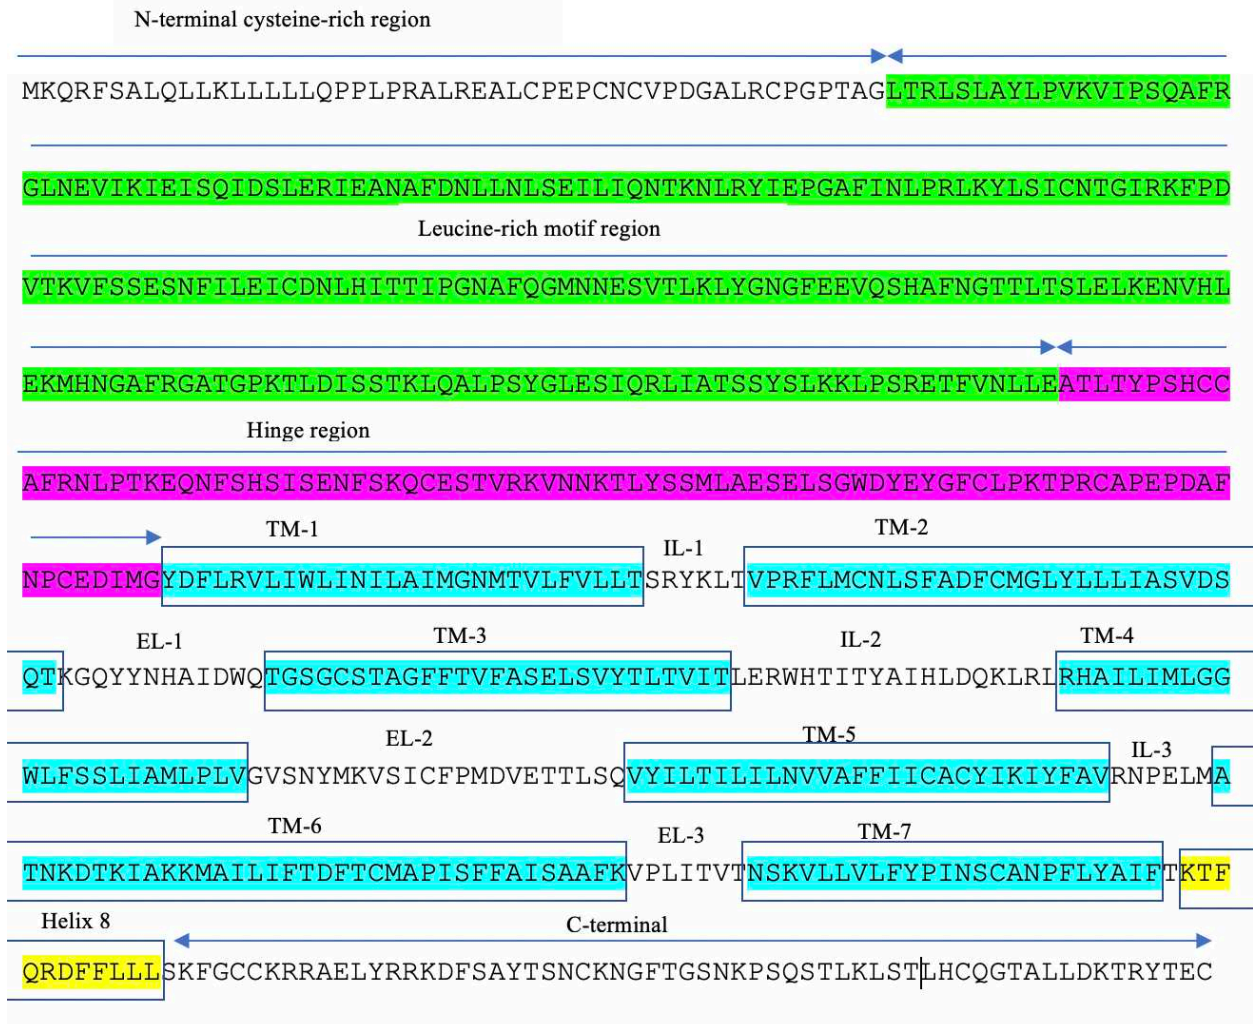 N-terminal cysteine-rich region
MKQRFSALQLLKLLLLLQPPLPRALREALCPEPCNCVPDGALRCPGPTAGLTRLSLAYLPVKVIPSQAFR
GLNEVIKIEISQIDSLERIEANAFDNLLNLSEILIQNTKNLRYIEPGAFINLPRLKYLSICNTGIRKFPD
Leucine-rich motif region
VTKVFSSESNFILEICDNLHITTIPGNAFQGMNNESVTLKLYGNGFEEVQSHAFNGTTLTSLELKENVHL
EKMHNGAFRGATGPKTLDISSTKLQALPSYGLESIQRLIATSSYSLKKLPSRETFVNLLEATLTYPSHCC
Hinge region
AFRNLPTKEQNFSHSISENFSKQCESTVRKVNNKTLYSSMLAESELSGWDYEYGFCLPKTPRCAPEPDAF
TM-1 IL-1 TM-2
NPCEDIMGYDFLRVLIWLINILAIMGNMTVLFVLLTSRYKLTVPRFLMCNLSFADFCMGLYLLLIASVDS
EL-1 TM-3 IL-2 TM-4
QTKGQYYNHAIDWQTGSGCSTAGFFTVFASELSVYTLTVITLERWHTITYAIHLDQKLRLRHAILIMLGG
EL-2 TM-5 IL-3
WLFSSLIAMLPLVGVSNYMKVSICFPMDVETTLSQVYILTILILNVVAFFIICACYIKIYFAVRNPELMA
TM-6 EL-3 TM-7
TNKDTKIAKKMAILIFTDFTCMAPISFFAISAAFKVPLITVTNSKVLLVLFYPINSCANPFLYAIFTKTF
Helix 8 C-terminal
QRDFFLLLSKFGCCKRRAELYRRKDFSAYTSNCKNGFTGSNKPSQSTLKLSTLHCQGTALLDKTRYTEC